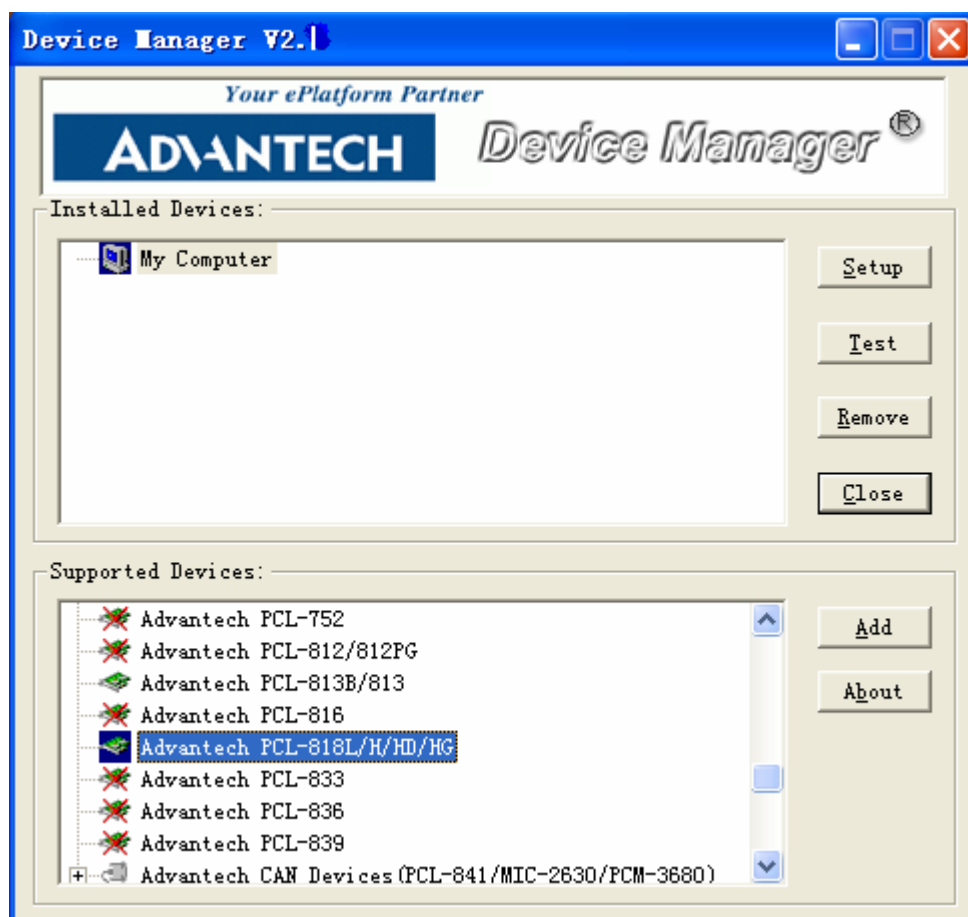 Device Manager V2.
Your ePlatform Partner
ADVANTECH Device Manager ®
Installed Devices:
My Computer
Setup
Test
Remove
Close
Supported Devices:
Advantech PCL-752
Advantech PCL-812/812PG
Advantech PCL-813B/813
Advantech PCL-816
Advantech PCL-818L/H/HD/HG
Advantech PCL-833
Advantech PCL-836
Advantech PCL-839
Advantech CAN Devices(PCL-841/MIC-2630/PCM-3680)
Add
About